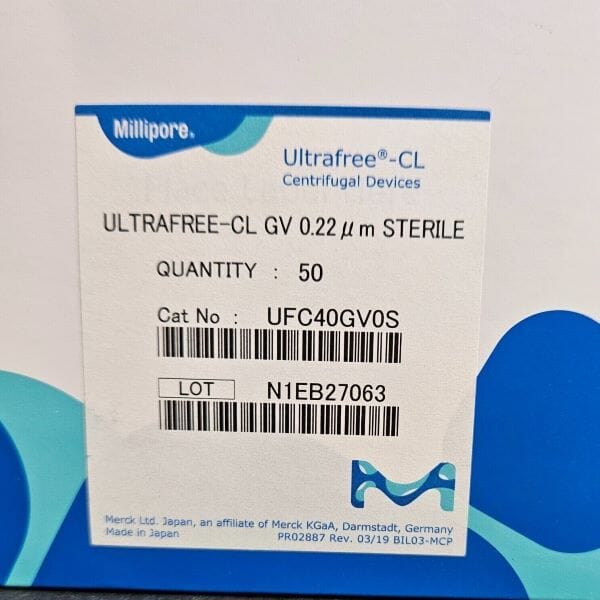 Millipore®
Ultrafree®-CL
Centrifugal Devices
ULTRAFREE-CL GV 0.22μm STERILE
QUANTITY : 50
Cat No : UFC40GV0S
LOT N1EB27063
Merck Ltd. Japan, an affiliate of Merck KGaA, Darmstadt, Germany
Made in Japan PR02887 Rev. 03/19 BIL03-MCP